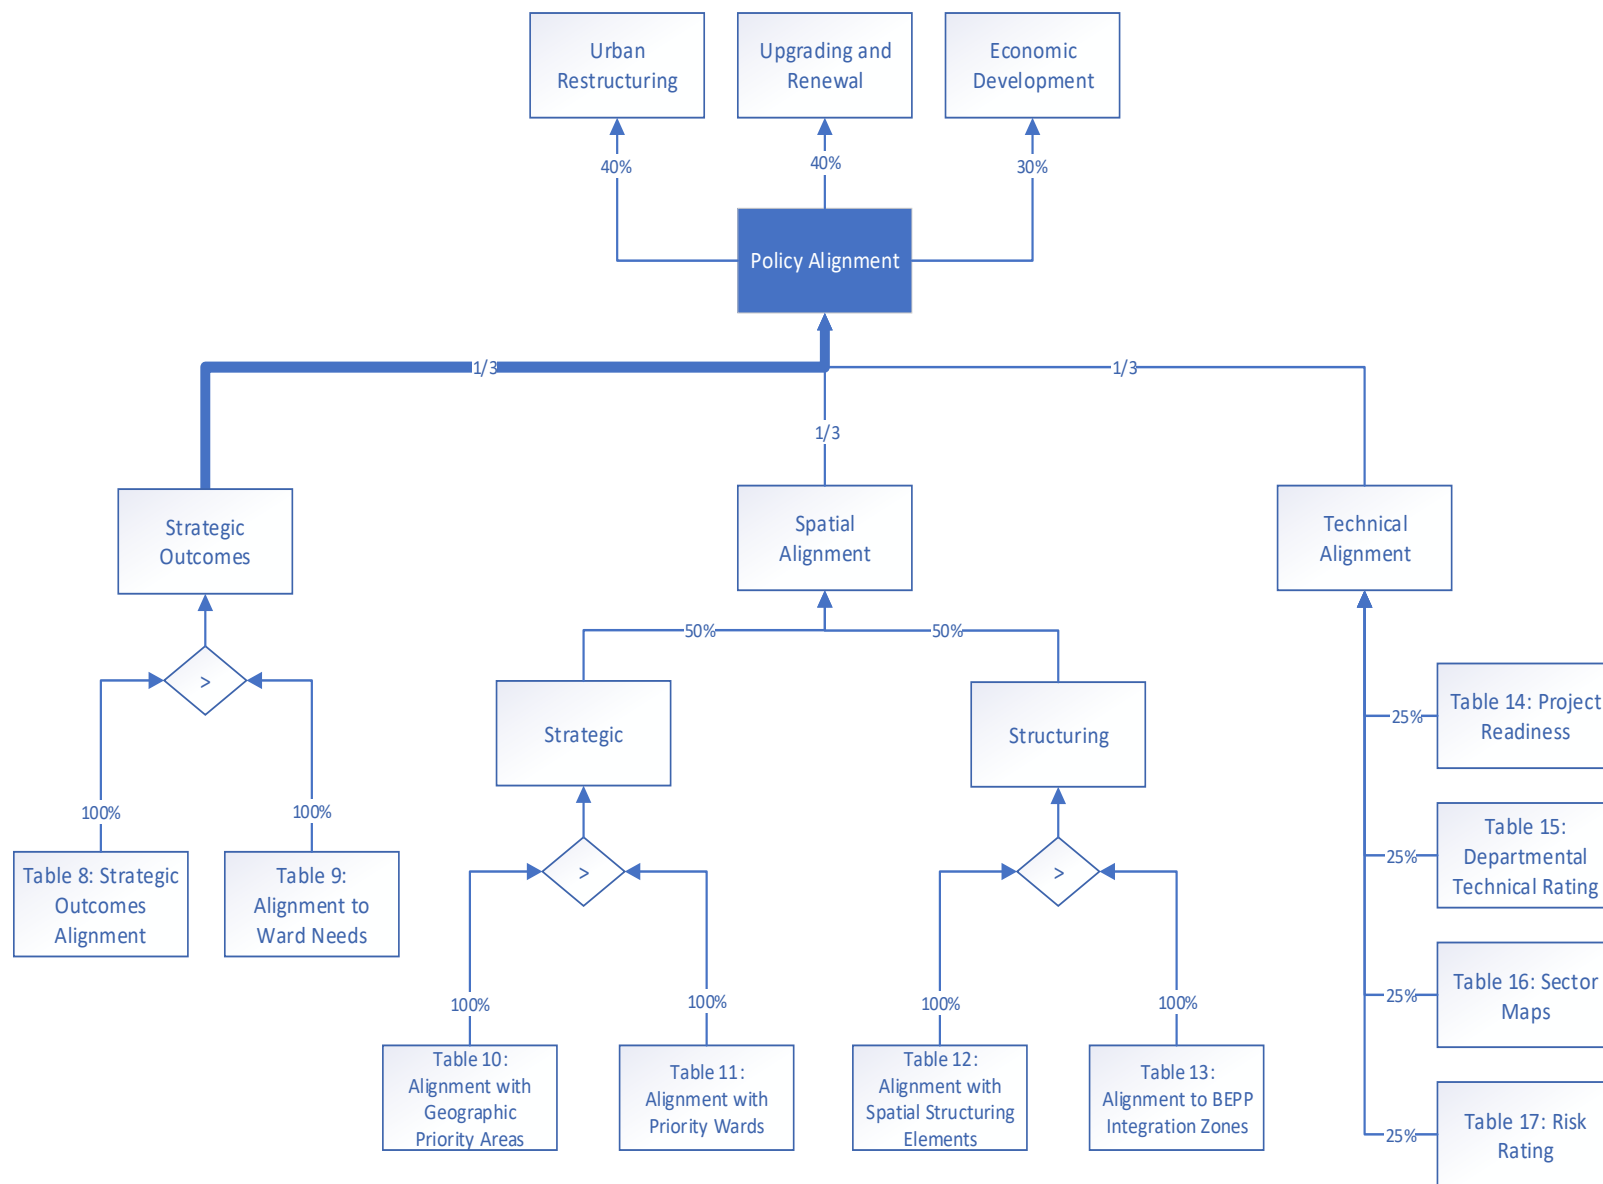 Urban
Restructuring
Upgrading and
Renewal
Economic
Development
40%
40%
30%
Policy Alignment
1/3
1/3
1/3
Strategic
Outcomes
Spatial
Alignment
Technical
Alignment
>
50%
50%
Strategic
Structuring
100%
100%
Table 8: Strategic
Outcomes
Alignment
Table 9:
Alignment to
Ward Needs
>
>
100%
100%
100%
100%
Table 10:
Alignment with
Geographic
Priority Areas
Table 11:
Alignment with
Priority Wards
Table 12:
Alignment with
Spatial Structuring
Elements
Table 13:
Alignment to BEPP
Integration Zones
25%
Table 14: Project
Readiness
25%
Table 15:
Departmental
Technical Rating
25%
Table 16: Sector
Maps
25%
Table 17: Risk
Rating